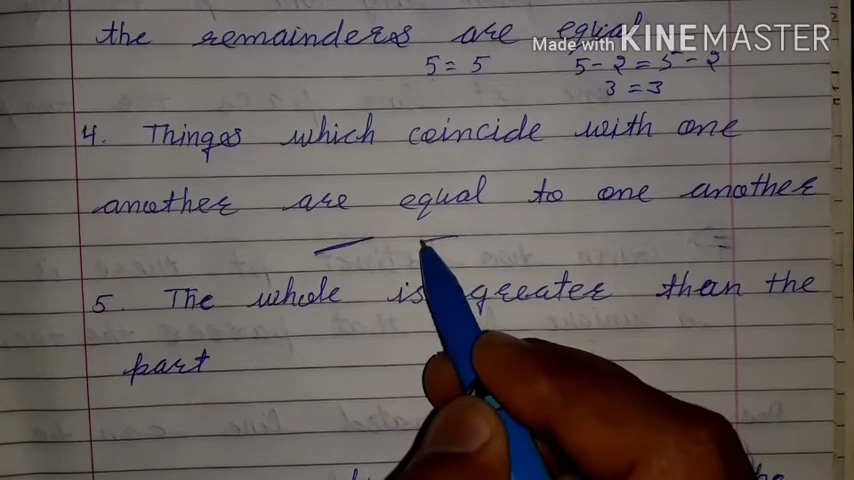 the remainders are equal
Made with KINEMASTER
5 = 5 5 - 2 = 5 - 2
3 = 3
4. Things which coincide with one
another are equal to one another
5. The whole is greater than the
part